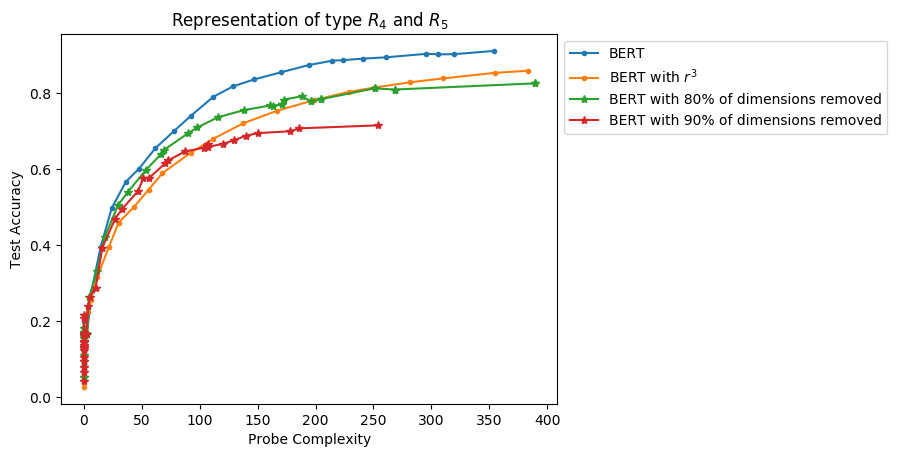 Representation of type R₄ and R₅
BERT
BERT with r³
BERT with 80% of dimensions removed
BERT with 90% of dimensions removed
Test Accuracy
0.8
0.6
0.4
0.2
0.0
0 50 100 150 200 250 300 350 400
Probe Complexity